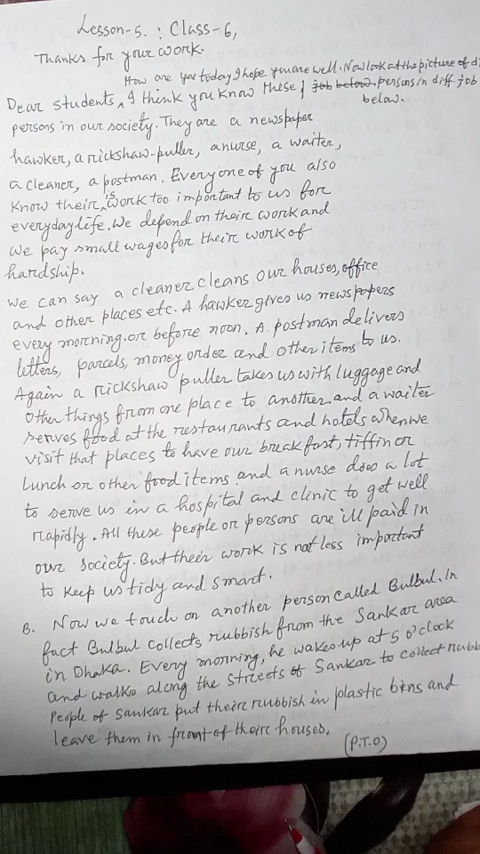 Lesson-5. : Class-6,
Thanks for your work.
How are you today I hope you are well. Now look at the picture of di
Dear students, I think you know these job below. persons in diff job
persons in our society. They are a newspaper below.
hawker, a rickshaw-puller, a nurse, a waiter,
a cleaner, a postman. Everyone of you also
know their work is too important to us for
everyday life. We depend on their work and
we pay small wages for their work of
hardship.
We can say a cleaner cleans our houses, office
and other places etc. A hawker gives us newspapers
every morning or before noon. A postman delivers
letters, parcels, money order and other items to us.
Again a rickshaw puller takes us with luggage and
other things from one place to another. and a waiter
serves food at the restaurants and hotels when we
visit that places to have our breakfast, tiffin or
lunch or other food items. and a nurse does a lot
to serve us in a hospital and clinic to get well
rapidly. All these people or persons are ill paid in
our society. But their work is not less important
to keep us tidy and smart.
B. Now we touch on another person called Bulbul. In
fact Bulbul collects rubbish from the Sankar area
in Dhaka. Every morning, he wakes up at 5 o'clock
and walks along the streets of Sankar to collect rubbi
People of Sankar put their rubbish in plastic bins and
leave them in front of their houses.
(P.T.O)